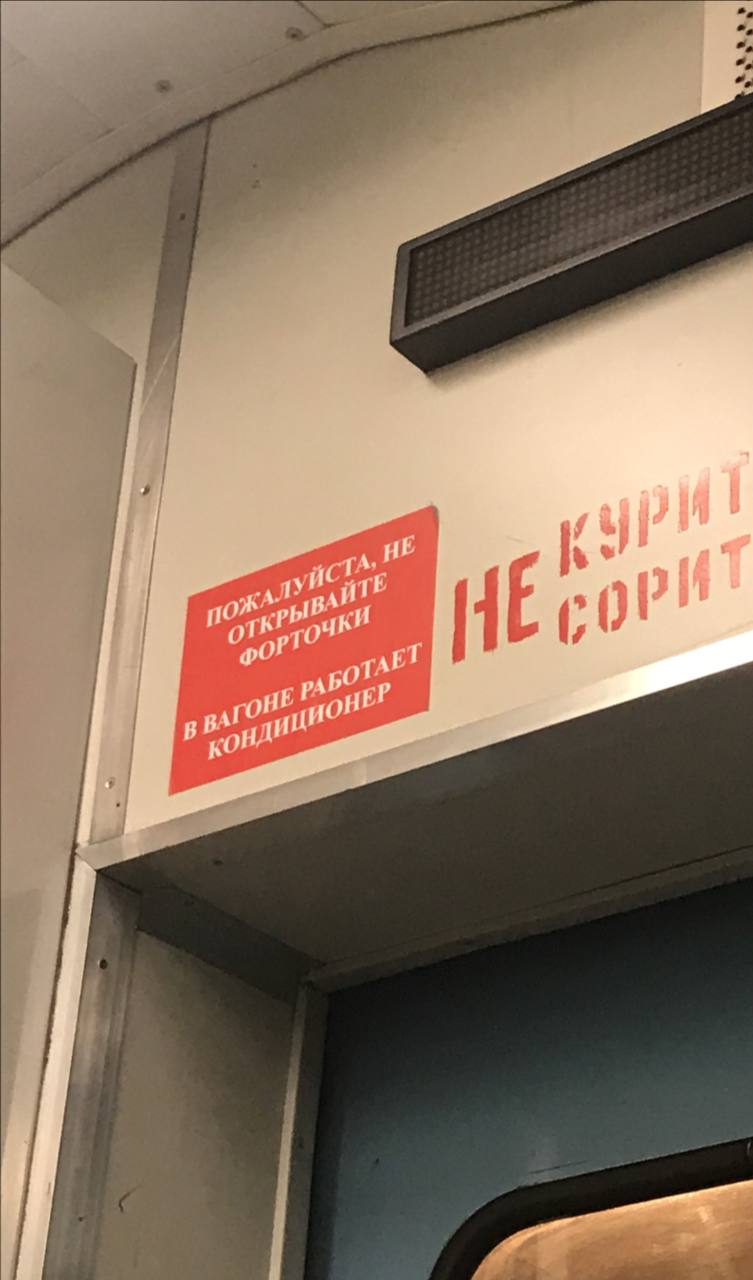 ПОЖАЛУЙСТА, НЕ
ОТКРЫВАЙТЕ
ФОРТОЧКИ
В ВАГОНЕ РАБОТАЕТ
КОНДИЦИОНЕР
НЕ КУРИТ
СОРИТ